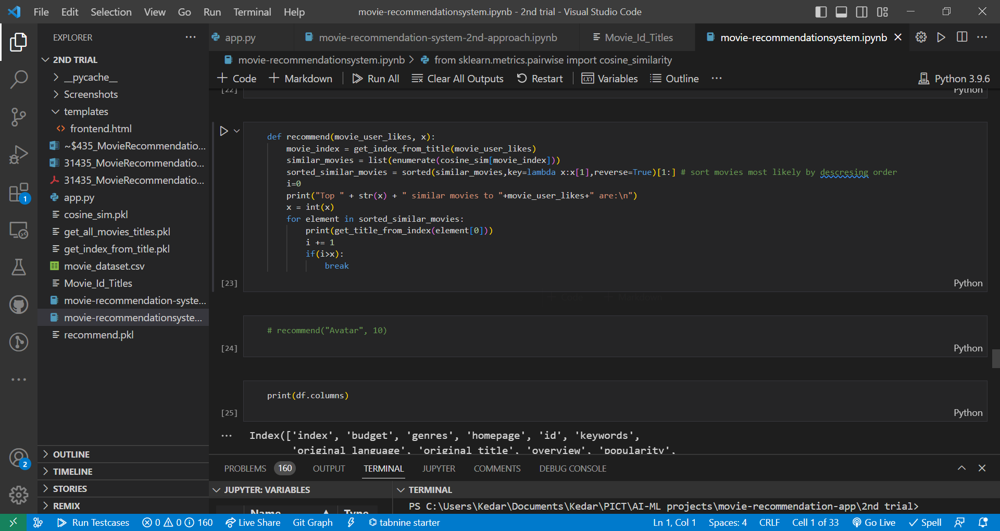 File Edit Selection View Go Run Terminal Help movie-recommendationsystem.ipynb - 2nd trial - Visual Studio Code
EXPLORER
2ND TRIAL
__pycache__
Screenshots
templates
frontend.html
~$435_MovieRecommendatio...
31435_MovieRecommendatio...
31435_MovieRecommendatio...
app.py
cosine_sim.pkl
get_all_movies_titles.pkl
get_index_from_title.pkl
movie_dataset.csv
Movie_Id_Titles
movie-recommendation-syste...
movie-recommendationsyste...
recommend.pkl
OUTLINE
TIMELINE
STORIES
REMIX
1
2
app.py movie-recommendation-system-2nd-approach.ipynb Movie_Id_Titles movie-recommendationsystem.ipynb
movie-recommendationsystem.ipynb > from sklearn.metrics.pairwise import cosine_similarity
+ Code + Markdown Run All Clear All Outputs Restart Variables Outline ... Python 3.9.6
[22] Python
def recommend(movie_user_likes, x):
movie_index = get_index_from_title(movie_user_likes)
similar_movies = list(enumerate(cosine_sim[movie_index]))
sorted_similar_movies = sorted(similar_movies,key=lambda x:x[1],reverse=True)[1:] # sort movies most likely by descresing order
i=0
print("Top " + str(x) + " similar movies to "+movie_user_likes+" are:\n")
x = int(x)
for element in sorted_similar_movies:
print(get_title_from_index(element[0]))
i += 1
if(i>x):
break
[23] Python
+ Code + Markdown
# recommend("Avatar", 10)
[24] Python
print(df.columns)
[25] Python
... Index(['index', 'budget', 'genres', 'homepage', 'id', 'keywords',
'original_language', 'original_title', 'overview', 'popularity',
PROBLEMS 160 OUTPUT TERMINAL JUPYTER COMMENTS DEBUG CONSOLE
JUPYTER: VARIABLES
Name Type
TERMINAL
PS C:\Users\Kedar\Documents\Kedar\PICT\AI-ML projects\movie-recommendation-app\2nd trial>
Run Testcases 0 0 160 Live Share Git Graph tabnine starter Ln 1, Col 1 Spaces: 4 CRLF Cell 1 of 33 Go Live Spell